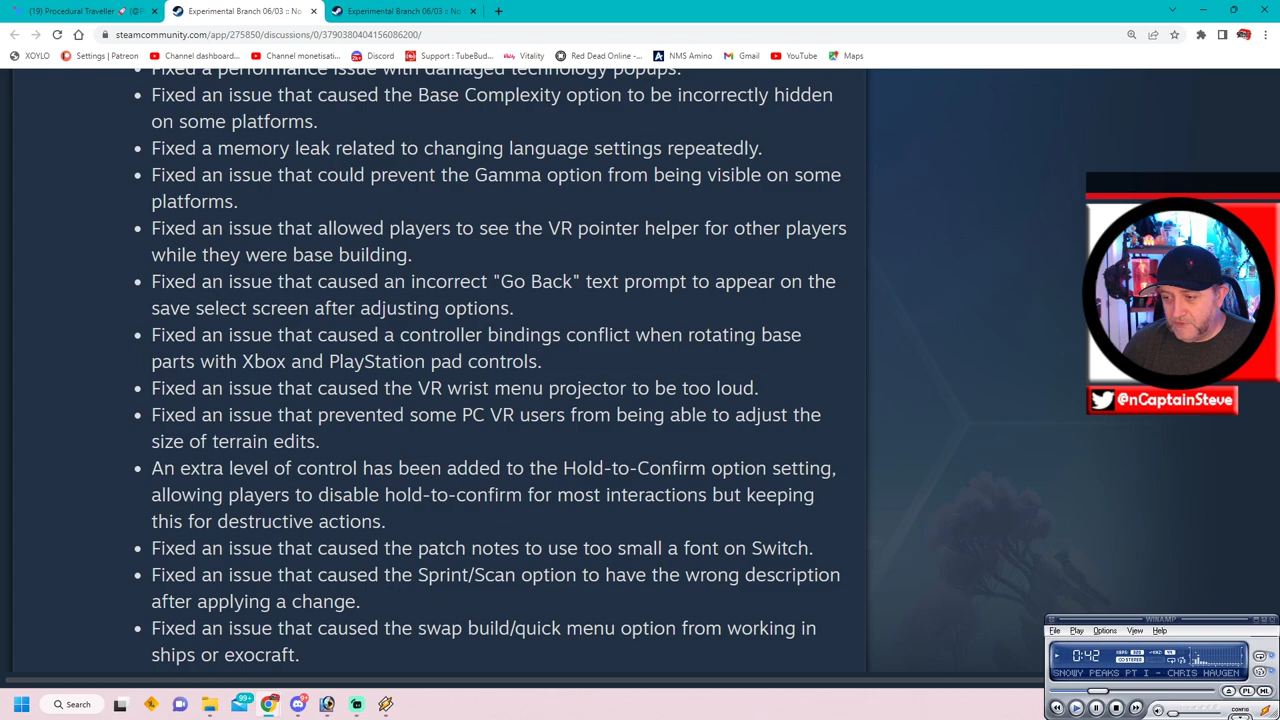 (19) Procedural Traveller 🚀 (@P
Experimental Branch 06/03 :: No
Experimental Branch 06/03 :: No
steamcommunity.com/app/275850/discussions/0/3790380404156086200/
XOYLO
Settings | Patreon
Channel dashboard...
Channel monetisati...
Discord
Support : TubeBud...
Vitality
Red Dead Online -...
NMS Amino
Gmail
YouTube
Maps
Fixed a performance issue with damaged technology popups.
Fixed an issue that caused the Base Complexity option to be incorrectly hidden
on some platforms.
Fixed a memory leak related to changing language settings repeatedly.
Fixed an issue that could prevent the Gamma option from being visible on some
platforms.
Fixed an issue that allowed players to see the VR pointer helper for other players
while they were base building.
Fixed an issue that caused an incorrect "Go Back" text prompt to appear on the
save select screen after adjusting options.
Fixed an issue that caused a controller bindings conflict when rotating base
parts with Xbox and PlayStation pad controls.
Fixed an issue that caused the VR wrist menu projector to be too loud.
Fixed an issue that prevented some PC VR users from being able to adjust the
size of terrain edits.
An extra level of control has been added to the Hold-to-Confirm option setting,
allowing players to disable hold-to-confirm for most interactions but keeping
this for destructive actions.
Fixed an issue that caused the patch notes to use too small a font on Switch.
Fixed an issue that caused the Sprint/Scan option to have the wrong description
after applying a change.
Fixed an issue that caused the swap build/quick menu option from working in
ships or exocraft.
@nCaptainSteve
WINAMP
File Play Options View Help
0:42
STEREO
SNOWY PEAKS PT I - CHRIS HAUGEN
PL
ML
CONFIG
Search
99+